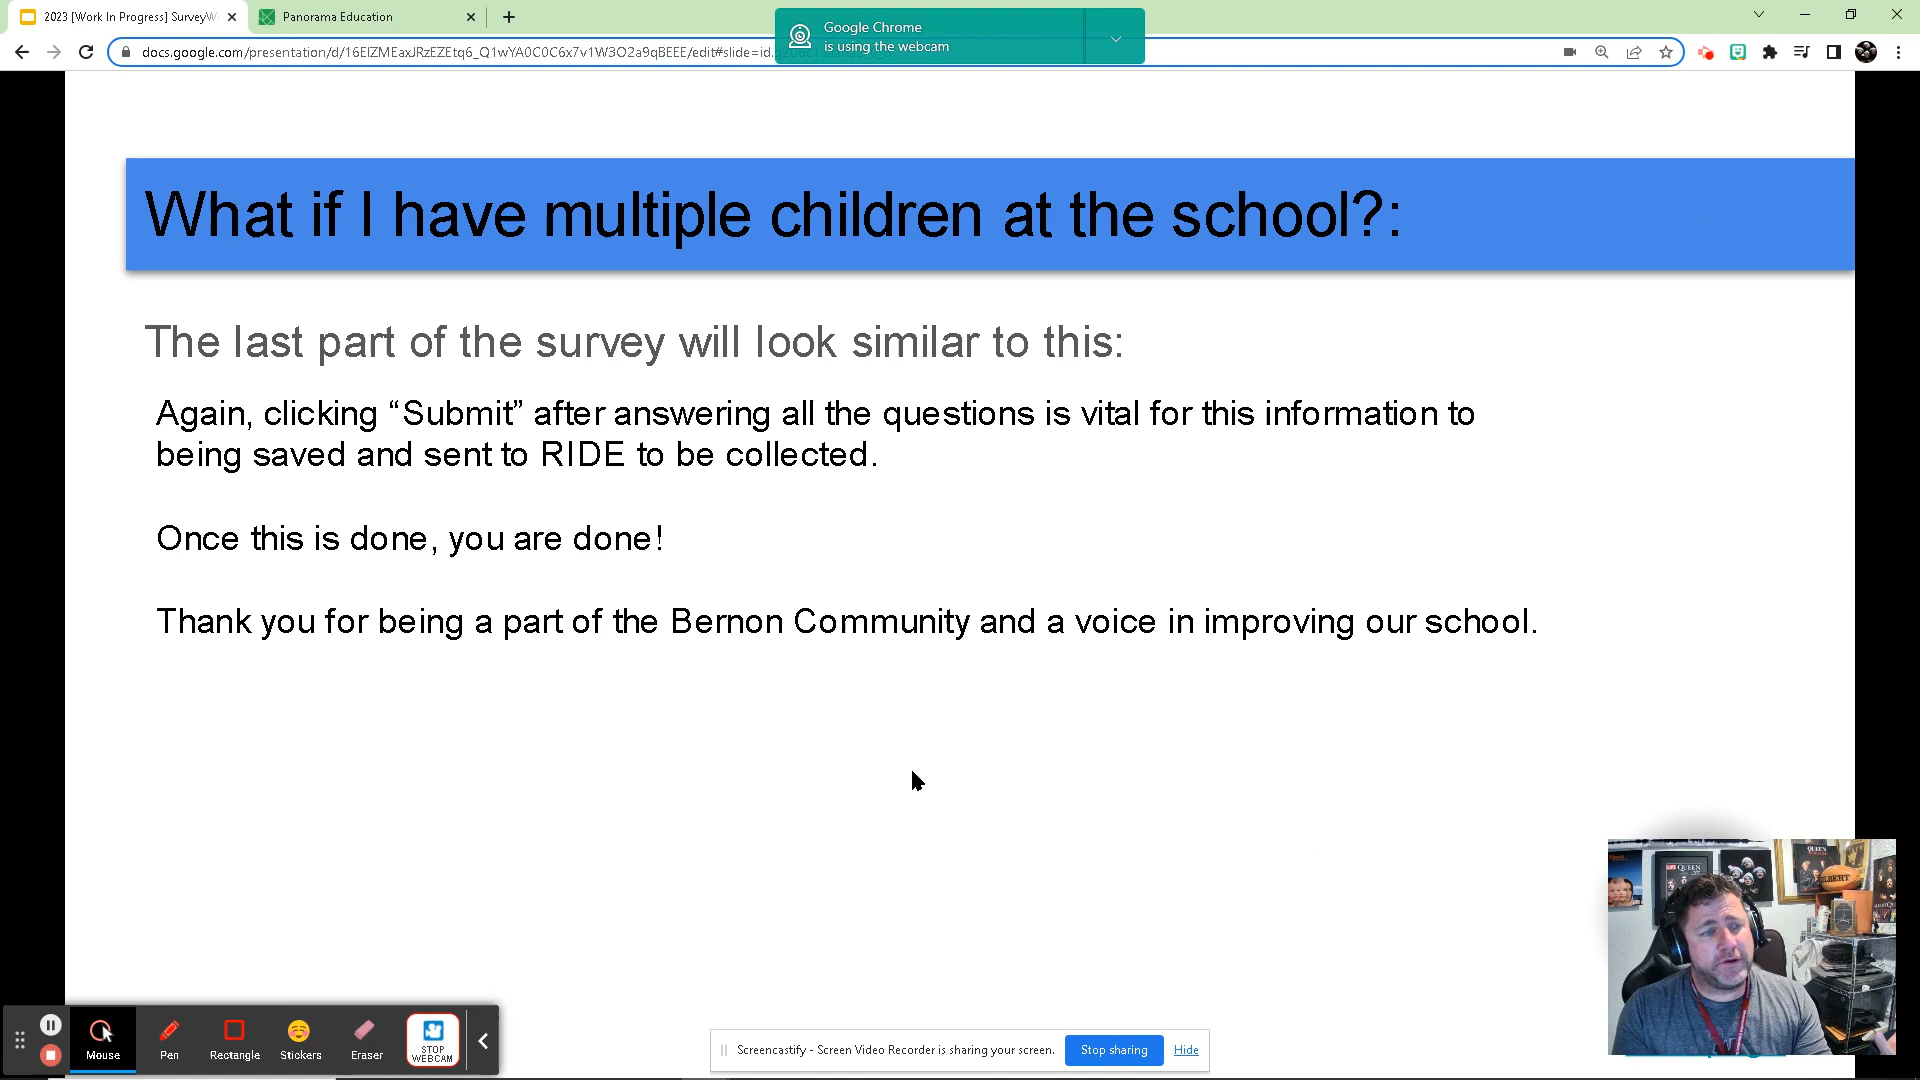 2023 [Work In Progress] SurveyW
Panorama Education
Google Chrome
is using the webcam
docs.google.com/presentation/d/16EIZMEaxJRzEZEtq6_Q1wYA0C0C6x7v1W3O2a9qBEEE/edit#slide=id.
What if I have multiple children at the school?:
The last part of the survey will look similar to this:
Again, clicking “Submit” after answering all the questions is vital for this information to
being saved and sent to RIDE to be collected.
Once this is done, you are done!
Thank you for being a part of the Bernon Community and a voice in improving our school.
QUEEN
QUEEN
Mouse
Pen
Rectangle
Stickers
Eraser
STOP
WEBCAM
Screencastify - Screen Video Recorder is sharing your screen.
Stop sharing
Hide